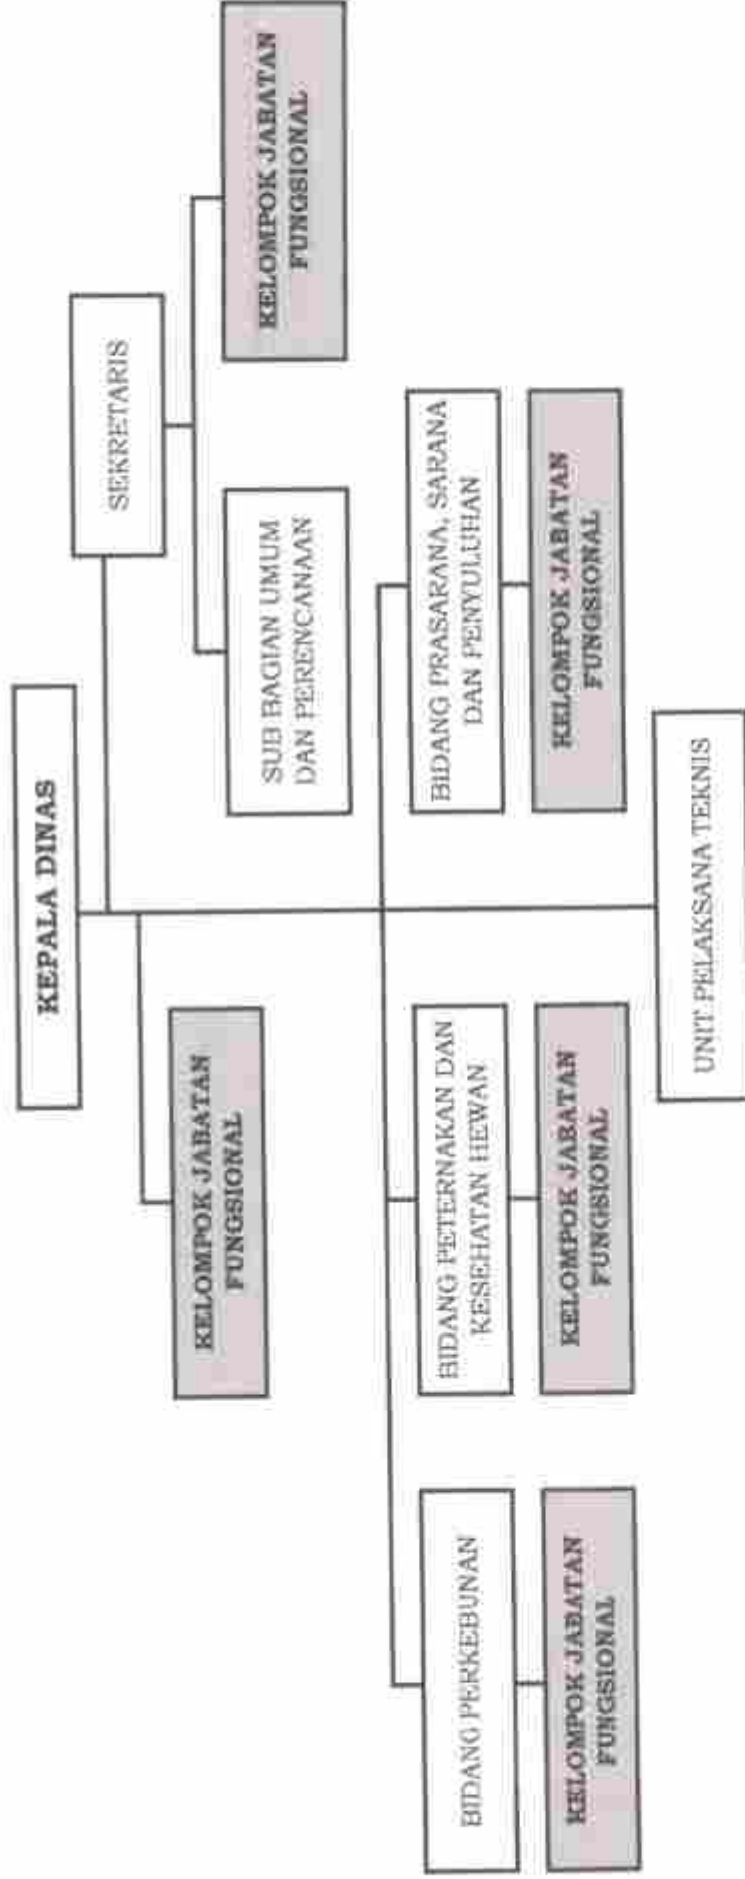 KEPALA DINAS
SEKRETARIS
KELOMPOK JABATAN
FUNGSIONAL
SUB BAGIAN UMUM
DAN PERENCANAAN
KELOMPOK JABATAN
FUNGSIONAL
BIDANG PERKEBUNAN
BIDANG PETERNAKAN DAN
KESEHATAN HEWAN
BIDANG PRASARANA, SARANA
DAN PENYULUHAN
KELOMPOK JABATAN
FUNGSIONAL
KELOMPOK JABATAN
FUNGSIONAL
KELOMPOK JABATAN
FUNGSIONAL
UNIT PELAKSANA TEKNIS